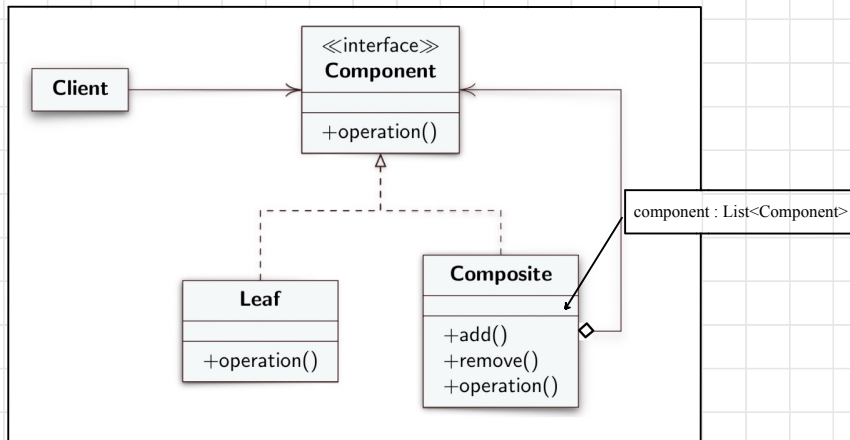 ≪interface≫
Component
Client
+operation()
component : List<Component>
Composite
Leaf
+add()
+operation()
+remove()
+operation()